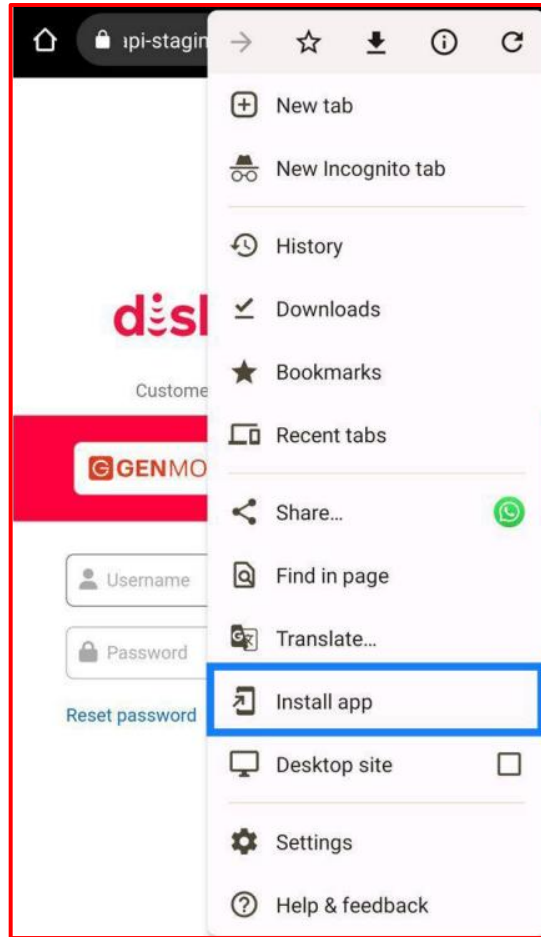 api-stagin
New tab
New Incognito tab
History
Downloads
disl
Bookmarks
Custome
Recent tabs
GENMO
Share...
Find in page
Username
Translate...
Password
Install app
Reset password
Desktop site
Settings
Help & feedback